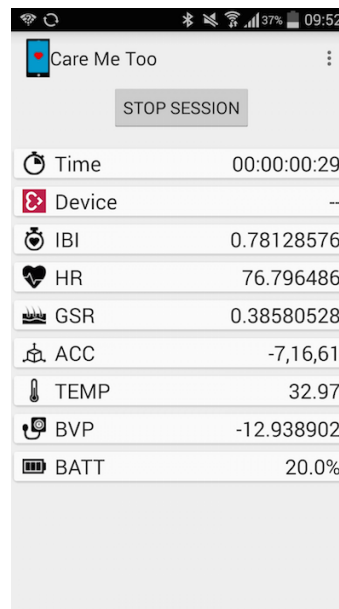 37% 09:52
Care Me Too
STOP SESSION
Time 00:00:00:29
Device --
IBI 0.78128576
HR 76.796486
GSR 0.38580528
ACC -7,16,61
TEMP 32.97
BVP -12.938902
BATT 20.0%